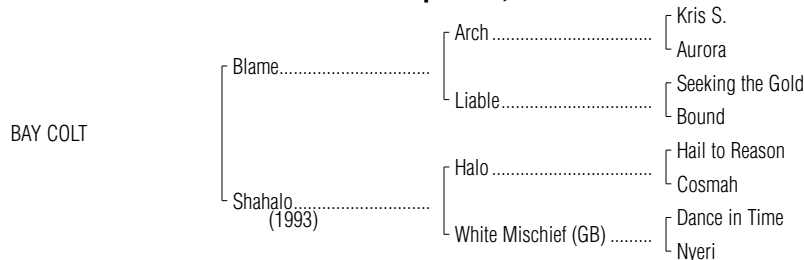 Kris S.
Arch ........................................
Aurora
Blame..............................
Seeking the Gold
Liable......................................
Bound
BAY COLT
Hail to Reason
Halo ........................................
Cosmah
Shahalo...........................
(1993)
Dance in Time
White Mischief (GB) .........
Nyeri